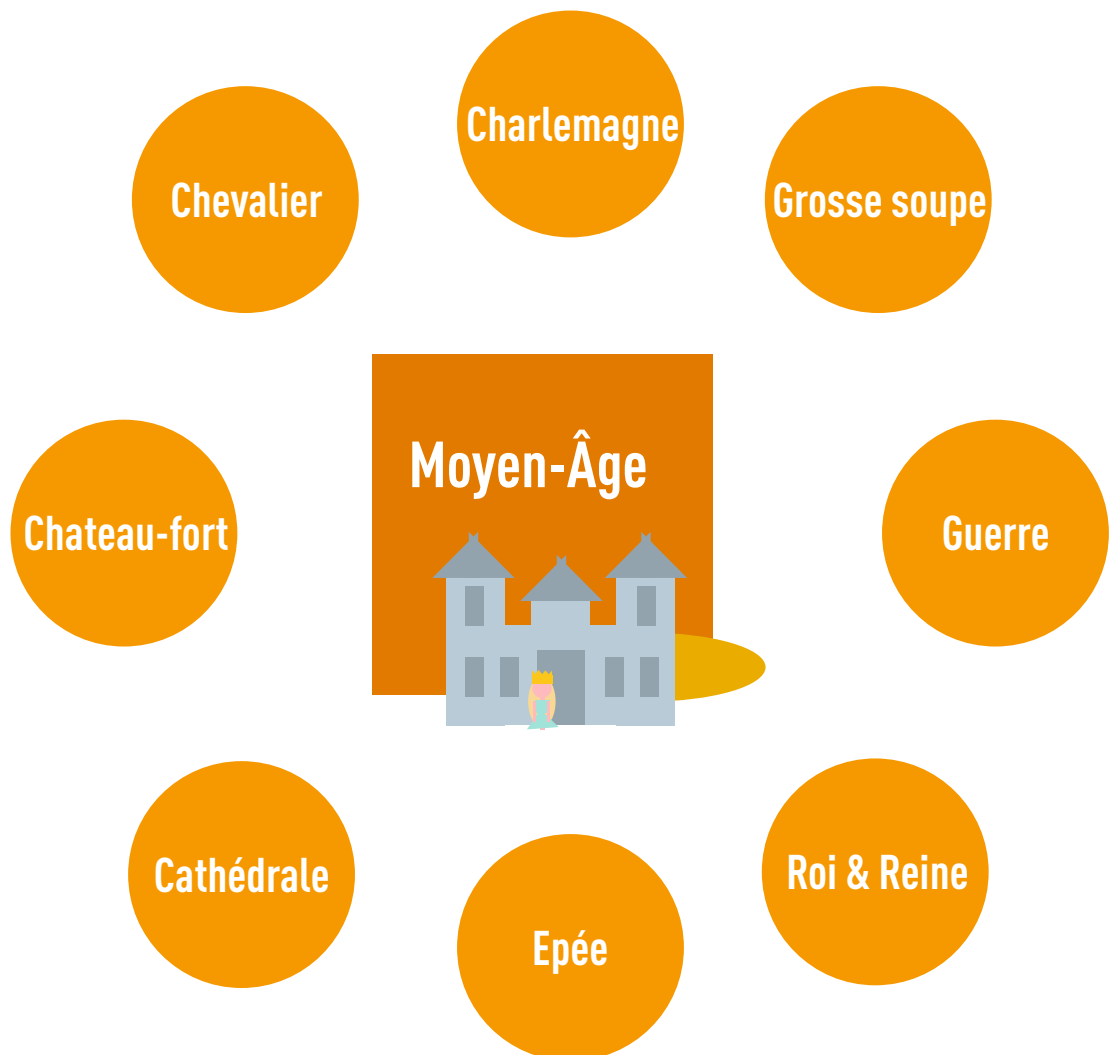 Charlemagne
Chevalier
Grosse soupe
Moyen-Âge
Chateau-fort
Guerre
Cathédrale
Roi & Reine
Epée